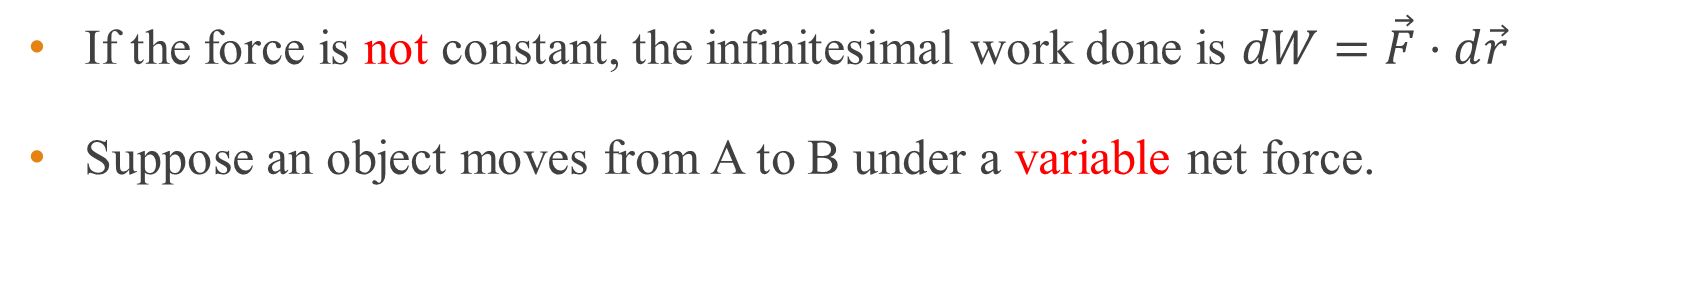 • If the force is not constant, the infinitesimal work done is 𝑑𝑊 = 𝐹⃗ · 𝑑𝑟⃗
• Suppose an object moves from A to B under a variable net force.